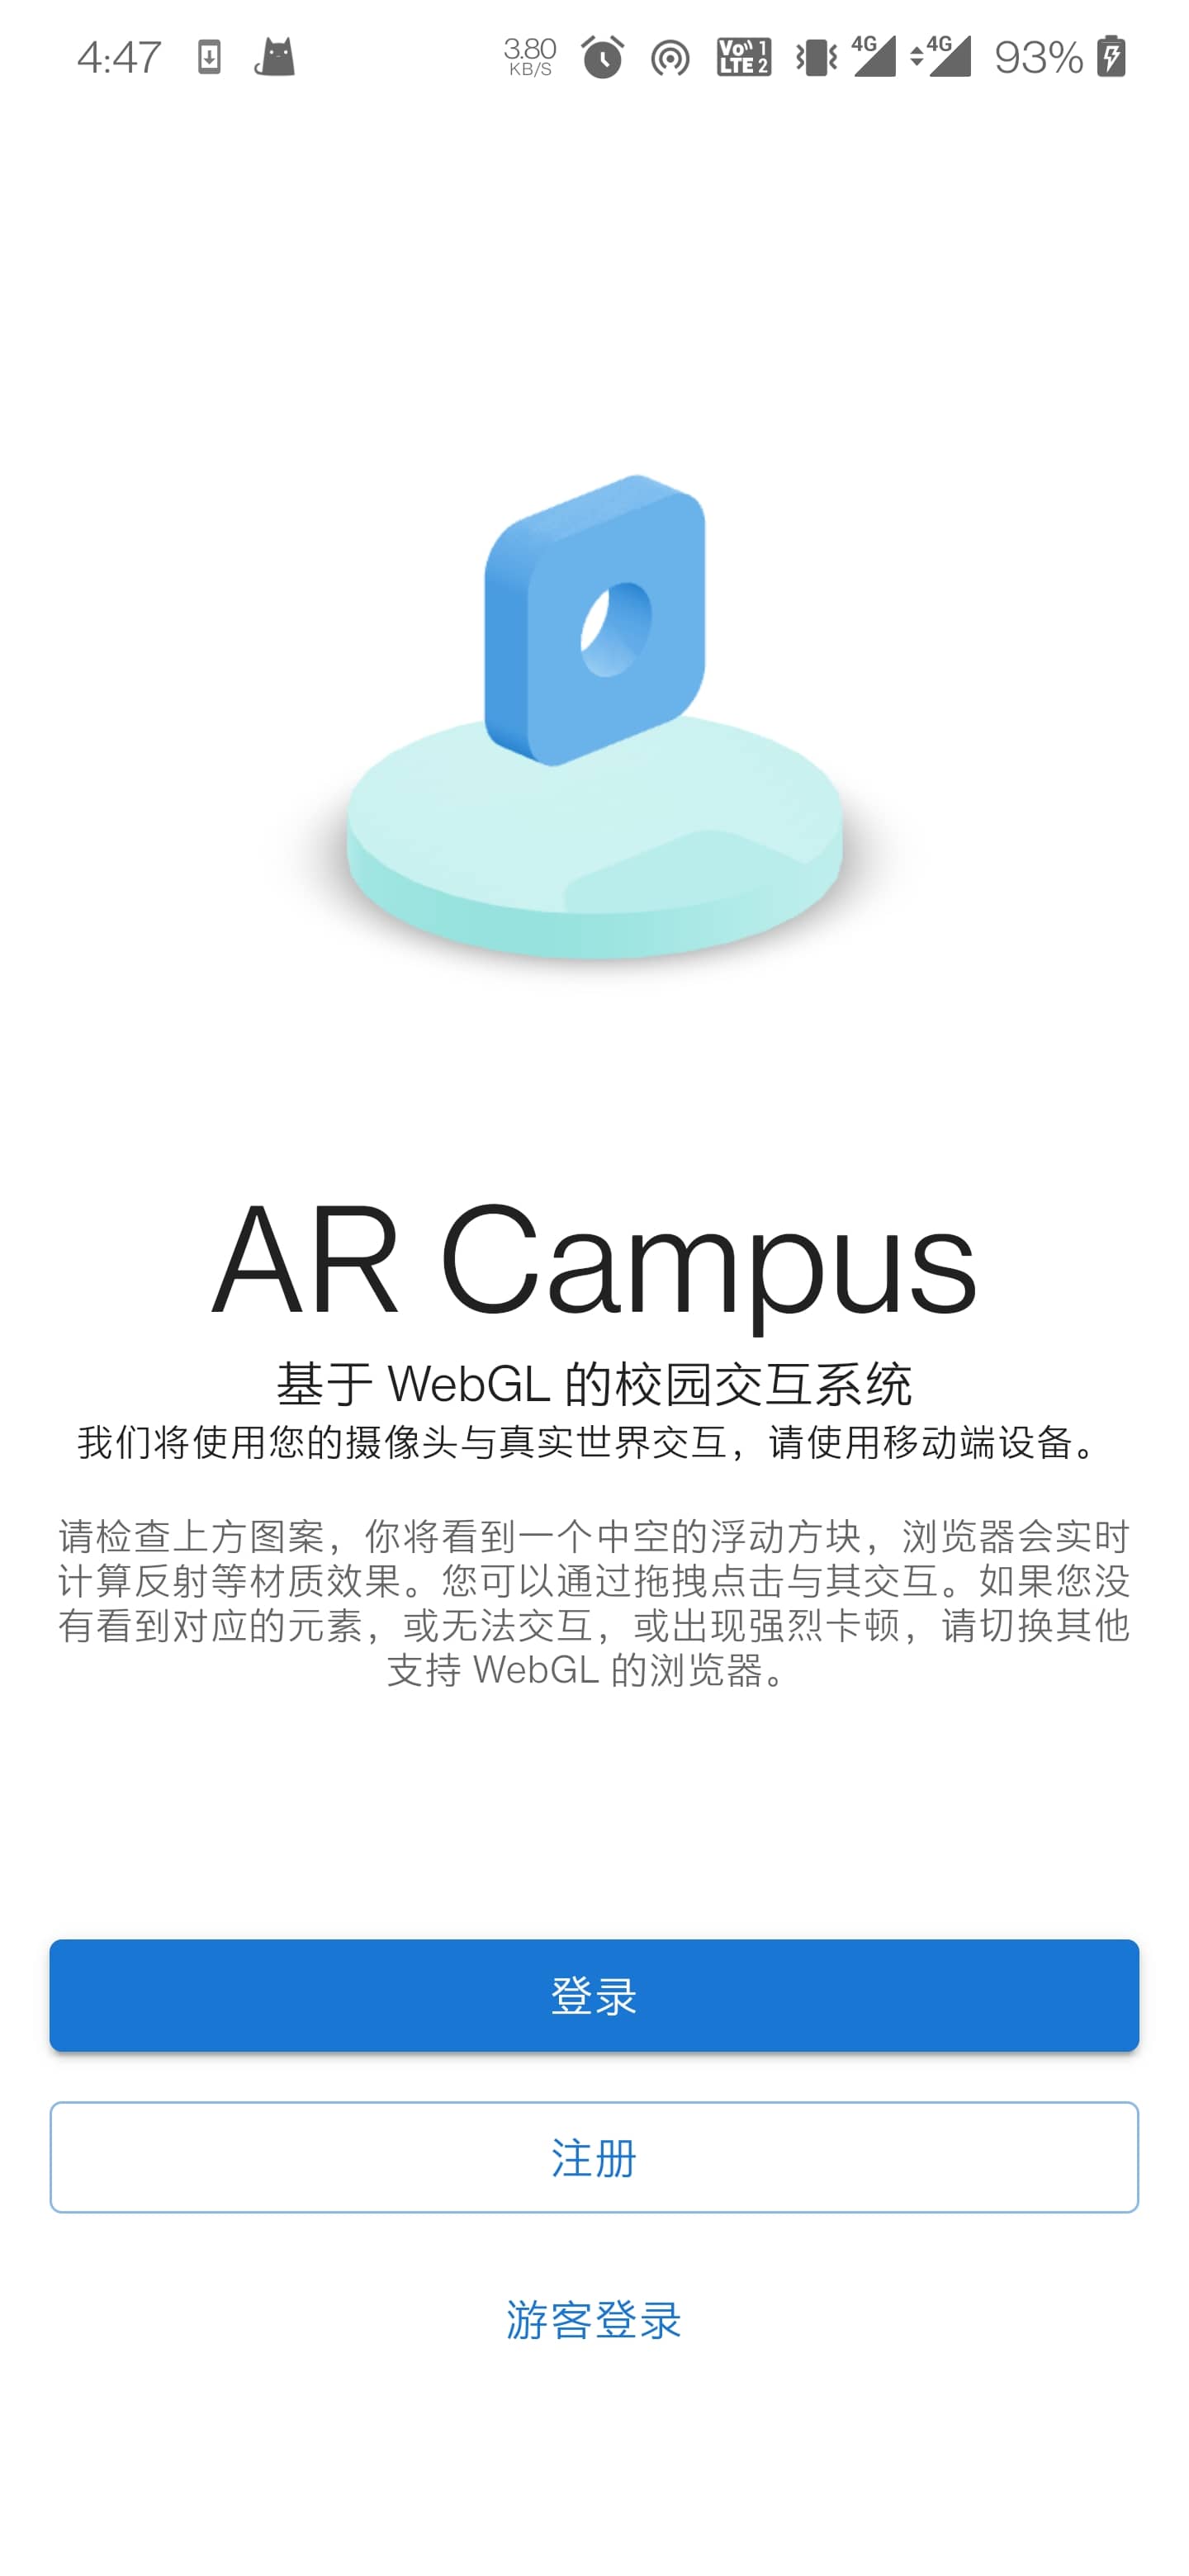 4:47
3.80
KB/S
Vo 1
LTE 2
4G
4G
93%
AR Campus
基于 WebGL 的校园交互系统
我们将使用您的摄像头与真实世界交互，请使用移动端设备。
请检查上方图案，你将看到一个中空的浮动方块，浏览器会实时
计算反射等材质效果。您可以通过拖拽点击与其交互。如果您没
有看到对应的元素，或无法交互，或出现强烈卡顿，请切换其他
支持 WebGL 的浏览器。
登录
注册
游客登录